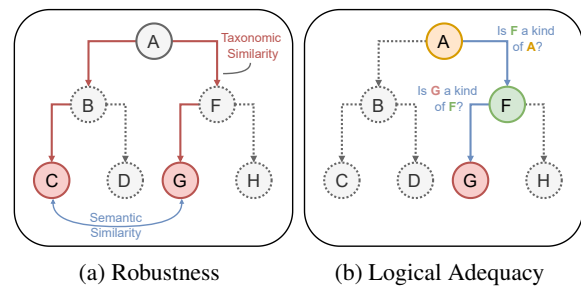 A
Taxonomic
Similarity
B
F
C
D
G
H
Semantic
Similarity
(a) Robustness
Is F a kind
of A?
A
B
Is G a kind
of F?
F
C
D
G
H
(b) Logical Adequacy